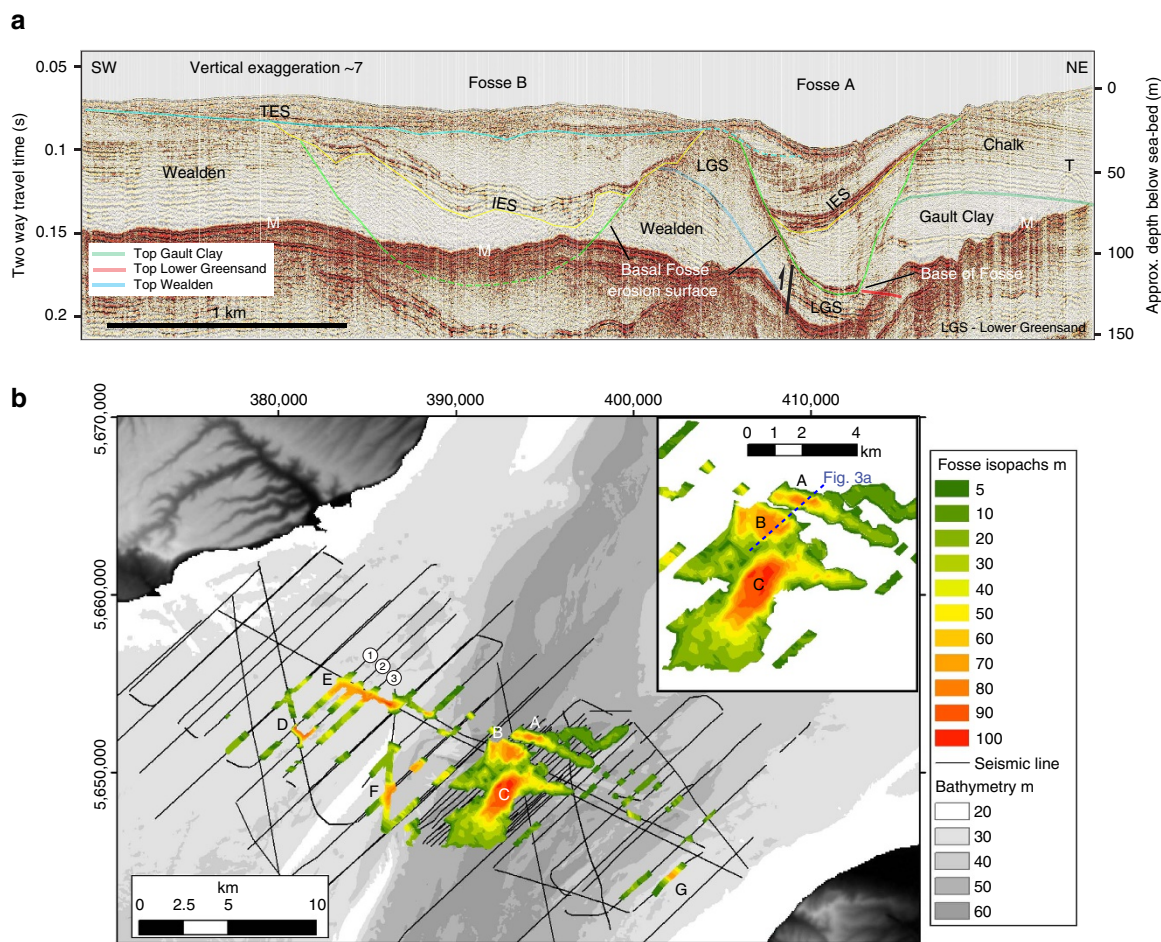 a
SW
Vertical exaggeration ~7
Fosse B
Fosse A
NE
0.05
0.1
0.15
0.2
Two way travel time (s)
0
50
100
150
Approx. depth below sea-bed (m)
TES
Wealden
IES
LGS
Wealden
IES
Chalk
T
Gault Clay
M
M
M
Basal Fosse
erosion surface
Base of Fosse
LGS
LGS - Lower Greensand
Top Gault Clay
Top Lower Greensand
Top Wealden
1 km
b
380,000
390,000
400,000
410,000
5,670,000
5,660,000
5,650,000
0 1 2 4
km
Fig. 3a
A
B
C
1
2
3
E
D
F
A
B
C
G
km
0 2.5 5 10
Fosse isopachs m
5
10
20
30
40
50
60
70
80
90
100
Seismic line
Bathymetry m
20
30
40
50
60